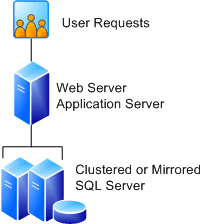 User Requests
Web Server
Application Server
Clustered or Mirrored
SQL Server